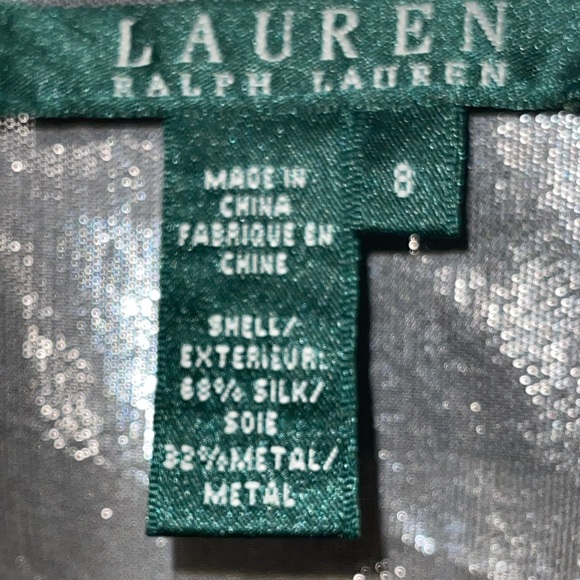 LAUREN
RALPH LAUREN
8
MADE IN
CHINA
FABRIQUE EN
CHINE
SHELL/
EXTERIEUR:
68% SILK/
SOIE
32% METAL/
METAL